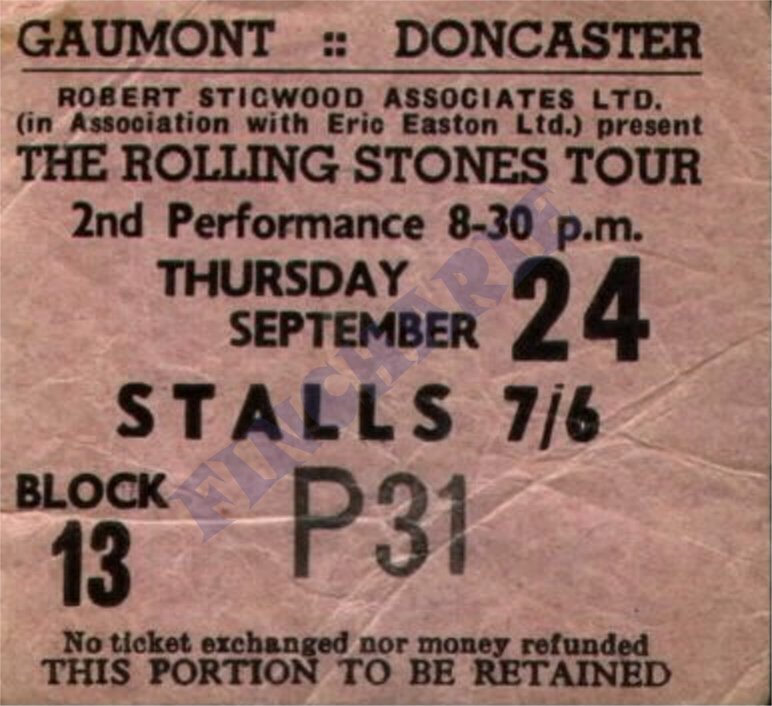 GAUMONT :: DONCASTER
ROBERT STIGWOOD ASSOCIATES LTD.
(in Association with Eric Easton Ltd.) present
THE ROLLING STONES TOUR
2nd Performance 8-30 p.m.
THURSDAY
SEPTEMBER 24
STALLS 7/6
BLOCK
13
P31
No ticket exchanged nor money refunded
THIS PORTION TO BE RETAINED
FINCHARIE